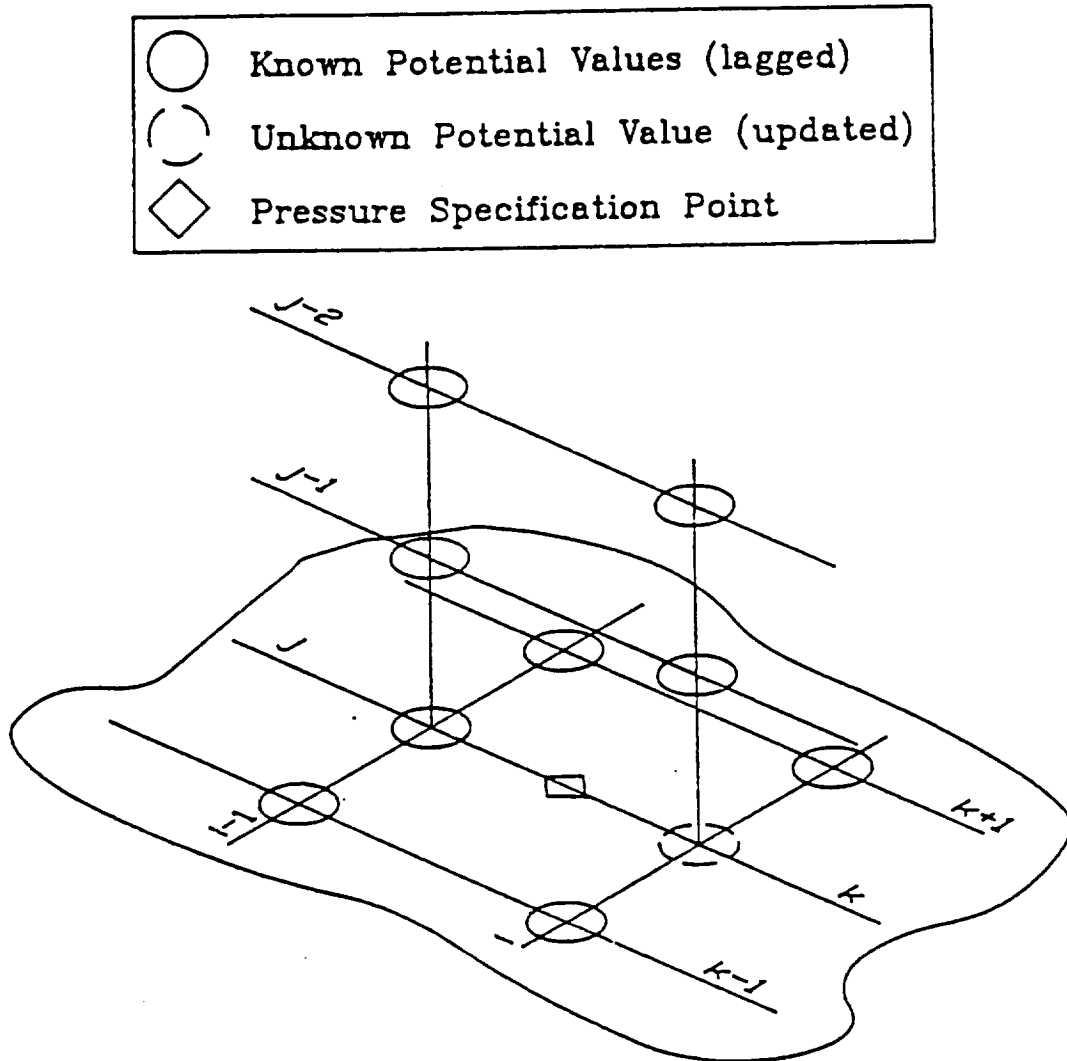 Known Potential Values (lagged)
Unknown Potential Value (updated)
Pressure Specification Point
J-2
J-1
J
i-1
i
k+1
k
k-1